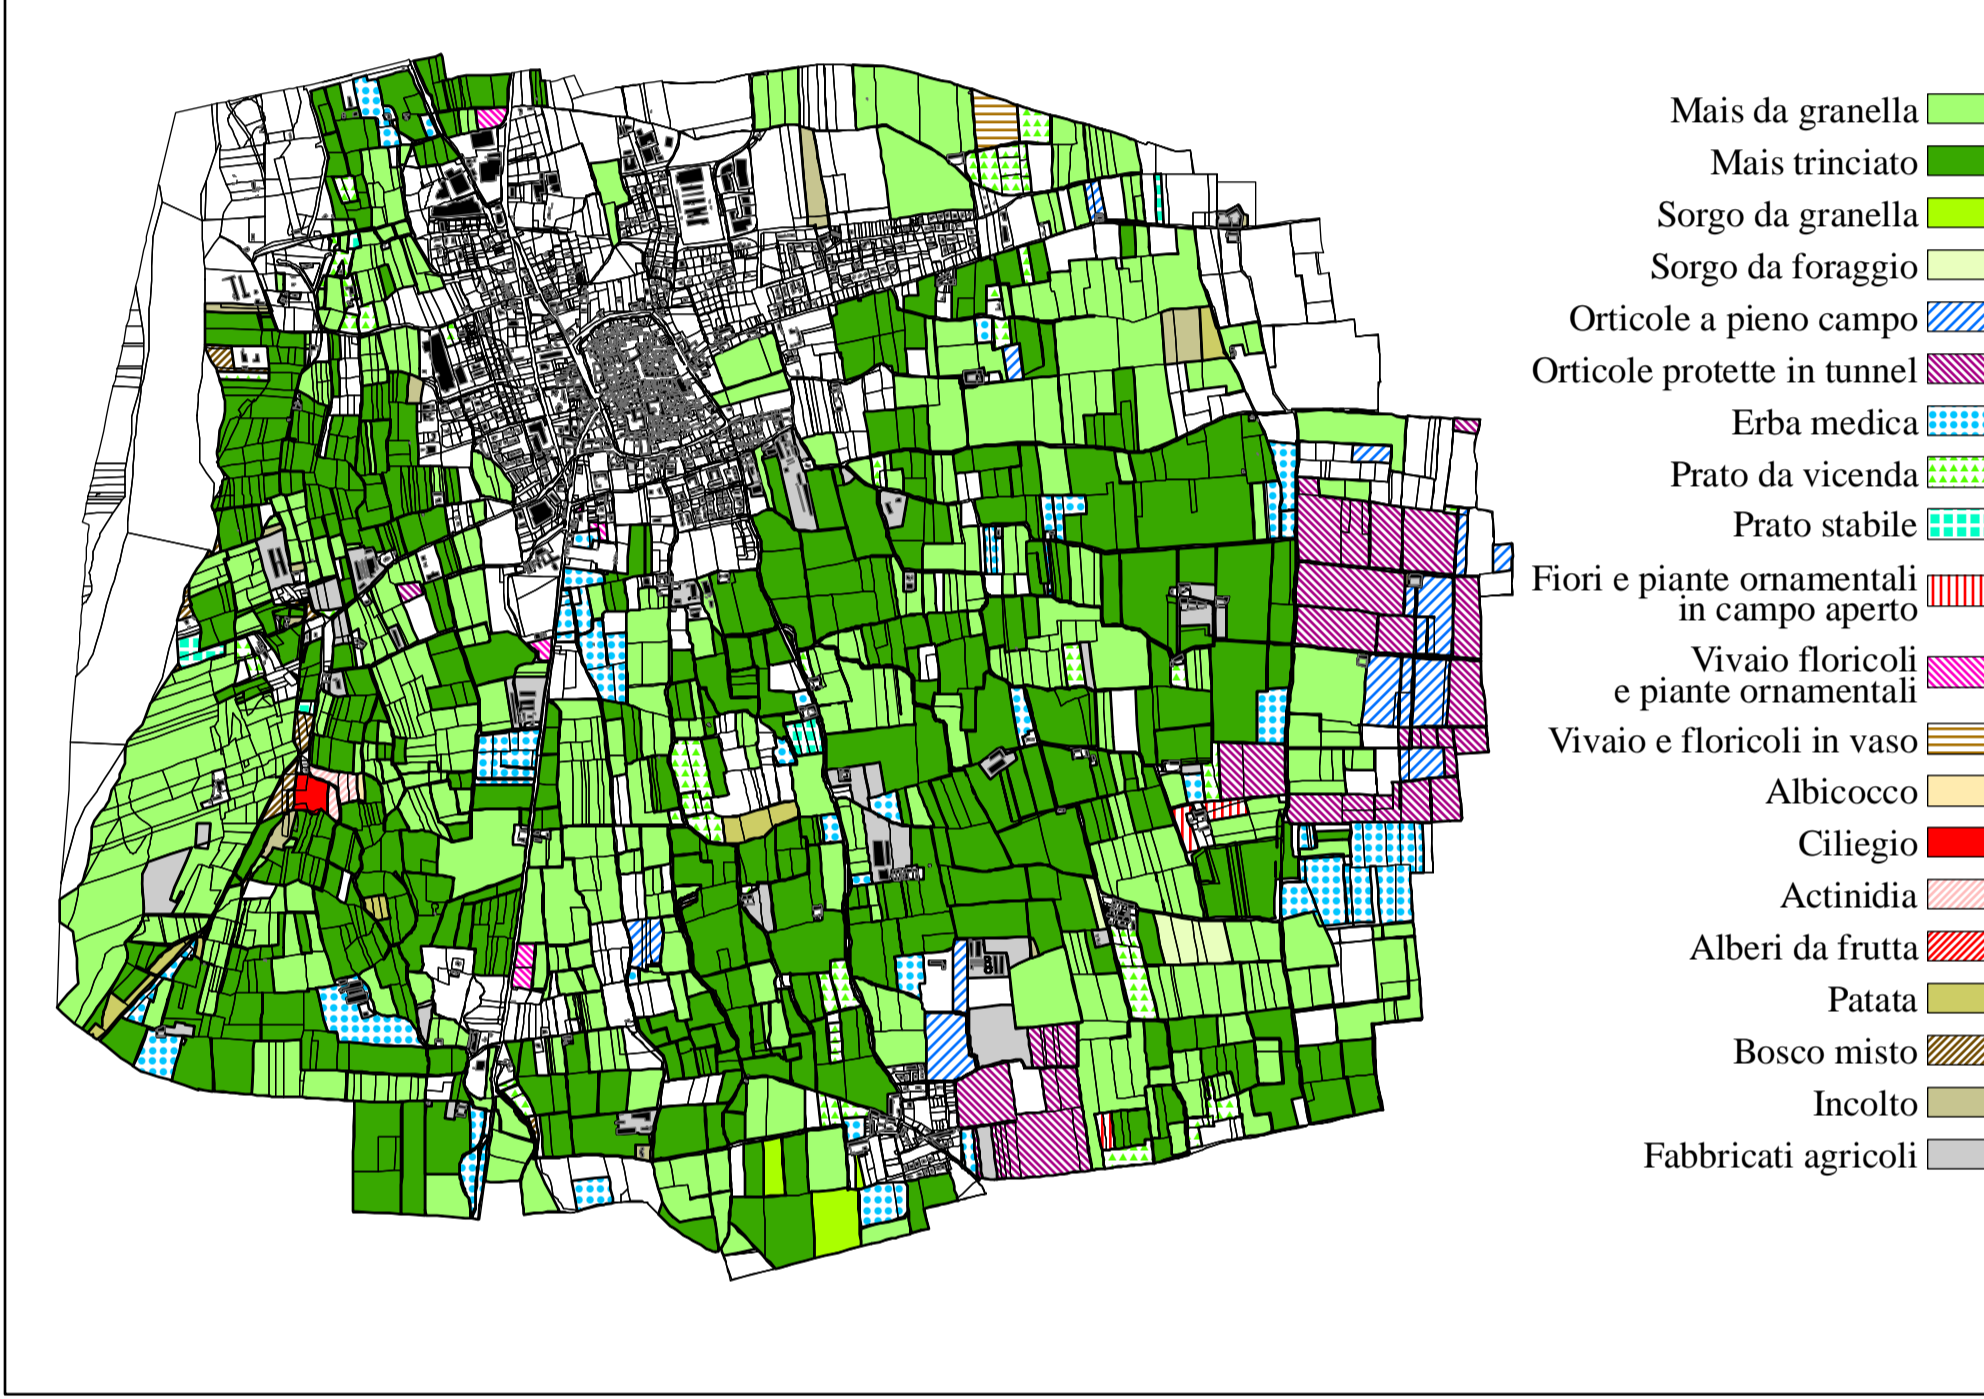 Mais da granella
Mais trinciato
Sorgo da granella
Sorgo da foraggio
Orticole a pieno campo
Orticole protette in tunnel
Erba medica
Prato da vicenda
Prato stabile
Fiori e piante ornamentali
in campo aperto
Vivaio floricoli
e piante ornamentali
Vivaio e floricoli in vaso
Albicocco
Ciliegio
Actinidia
Alberi da frutta
Patata
Bosco misto
Incolto
Fabbricati agricoli